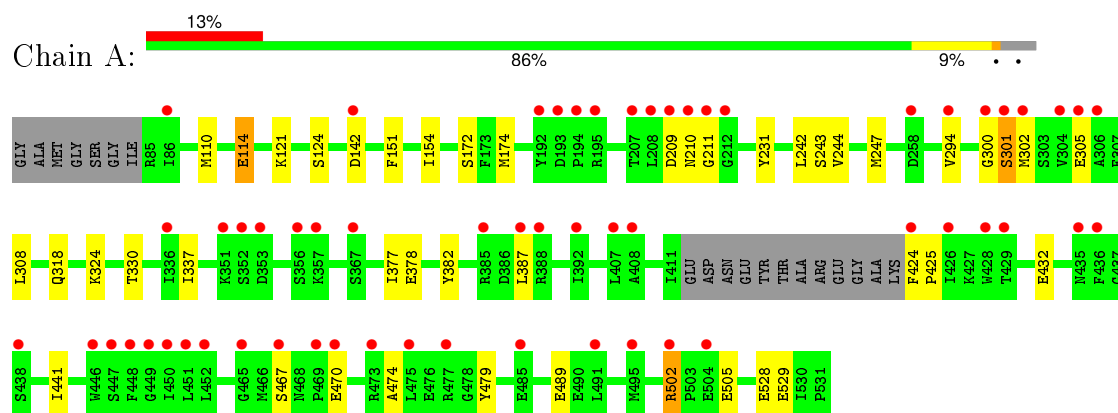 13%
Chain A:
86% 9% • •
GLY ALA MET GLY SER GLY ILE R85 I86 M110 E114 K121 S124 D142 F151 I154 S172 F173 M174 Y192 D193 P194 R195 T207 L208 D209 N210 G211 G212 Y231 L242 S243 V244 M247 D258 V294 G300 S301 M302 S303 V304 E305 A306
L308 Q318 K324 T330 I336 I337 K351 S352 D353 S356 K357 S367 I377 E378 Y382 R385 D386 L387 R388 I392 L407 A408 I411 GLU ASP ASN GLU TYR THR ALA ARG GLU GLY ALA LYS F424 P425 I426 K427 W428 T429 E432 N435 F436
S438 I441 W446 S447 F448 G449 I450 L451 L452 G465 M466 S467 N468 P469 E470 R473 A474 L475 E476 R477 G478 Y479 E485 E489 E490 L491 M495 R502 P503 E504 E505 E528 E529 I530 P531